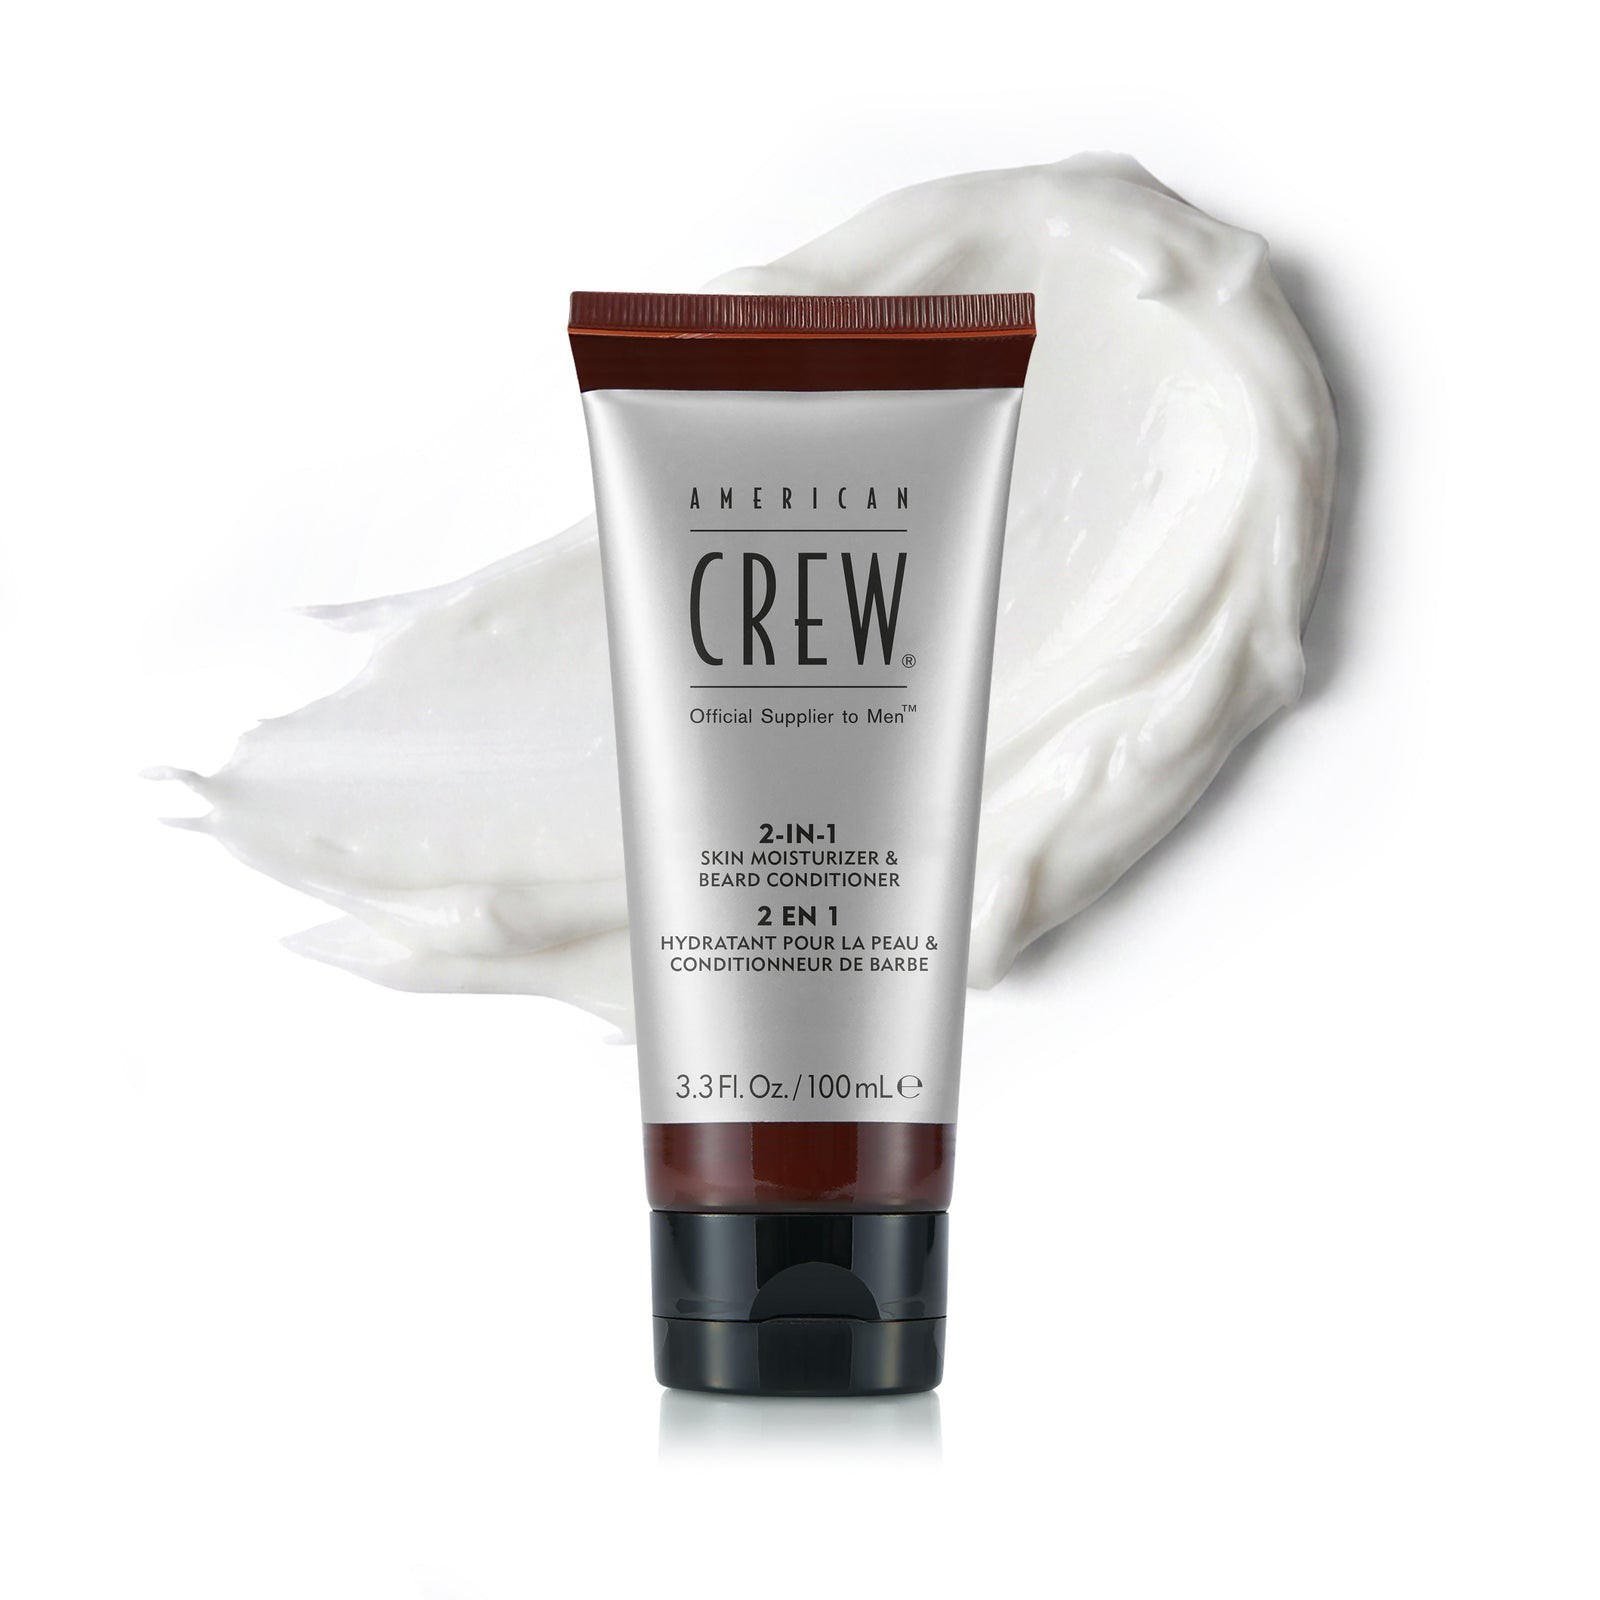 AMERICAN
CREW®
Official Supplier to Men™
2-IN-1
SKIN MOISTURIZER &
BEARD CONDITIONER
2 EN 1
HYDRATANT POUR LA PEAU &
CONDITIONNEUR DE BARBE
3.3 Fl. Oz. / 100 mL ℮